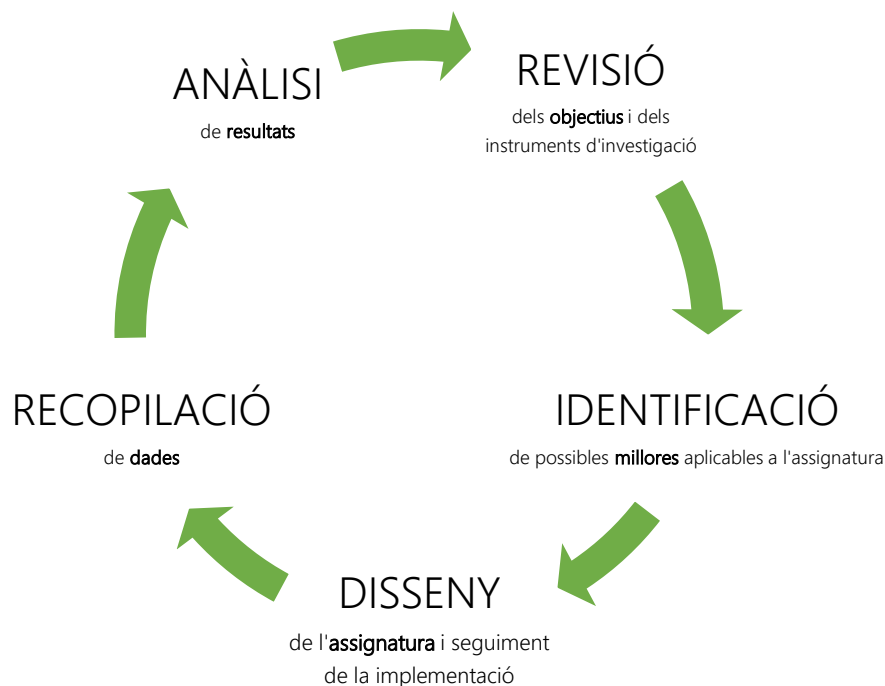 ANÀLISI
de resultats
REVISIÓ
dels objectius i dels
instruments d'investigació
IDENTIFICACIÓ
de possibles millores aplicables a l'assignatura
DISSENY
de l'assignatura i seguiment
de la implementació
RECOPILACIÓ
de dades